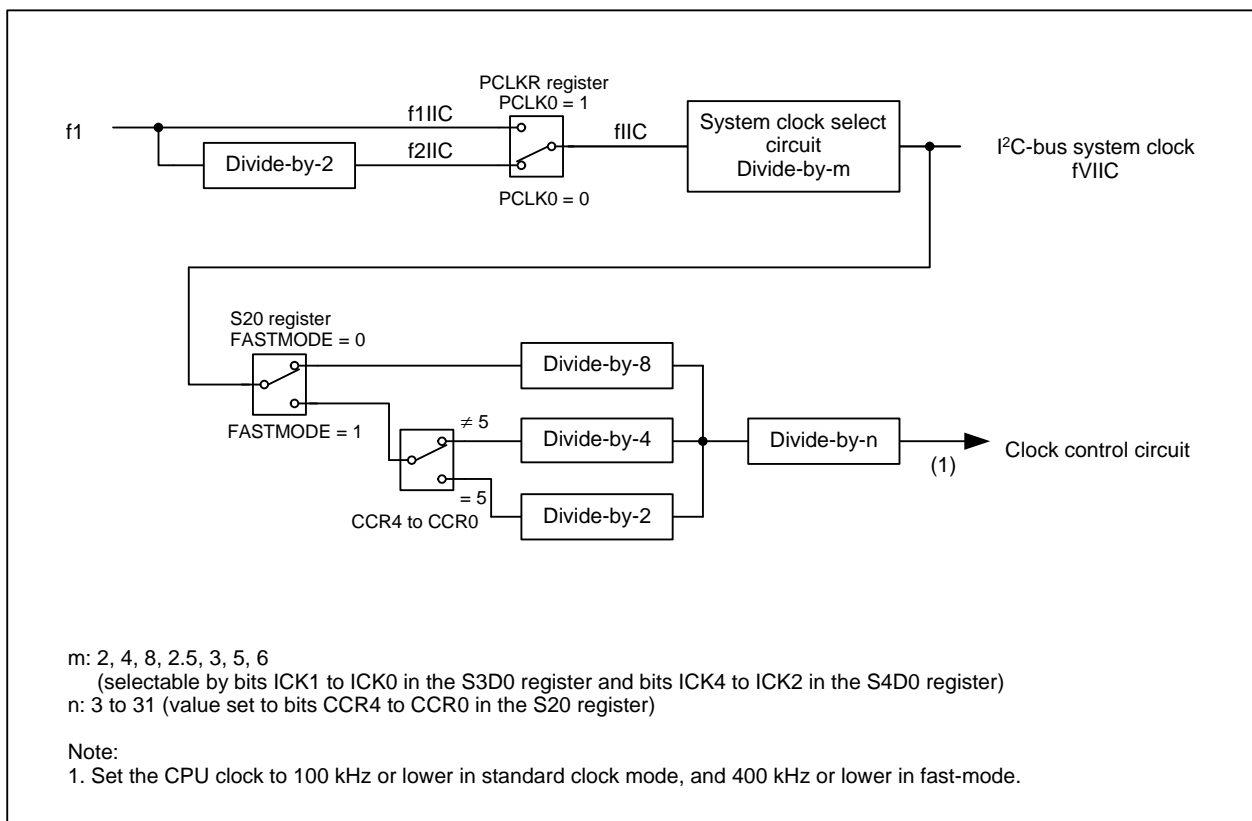 PCLKR register
PCLK0 = 1
f1
f1IIC
Divide-by-2
f2IIC
PCLK0 = 0
fIIC
System clock select
circuit
Divide-by-m
I²C-bus system clock
fVIIC
S20 register
FASTMODE = 0
FASTMODE = 1
Divide-by-8
≠ 5
= 5
CCR4 to CCR0
Divide-by-4
Divide-by-2
Divide-by-n
(1)
Clock control circuit
m: 2, 4, 8, 2.5, 3, 5, 6
(selectable by bits ICK1 to ICK0 in the S3D0 register and bits ICK4 to ICK2 in the S4D0 register)
n: 3 to 31 (value set to bits CCR4 to CCR0 in the S20 register)
Note:
1. Set the CPU clock to 100 kHz or lower in standard clock mode, and 400 kHz or lower in fast-mode.